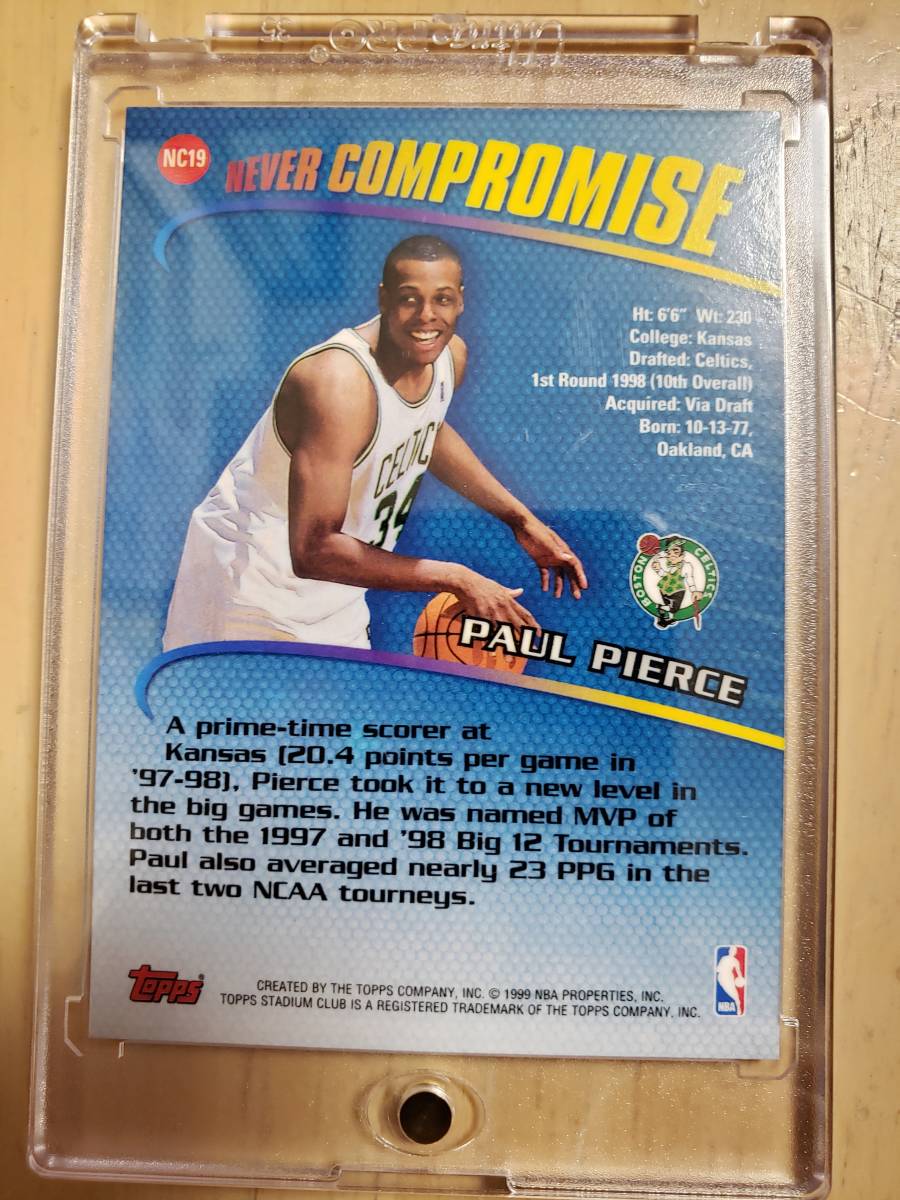 ULTRA·PRO®
35
NC19
NEVER COMPROMISE
Ht: 6'6" Wt: 230
College: Kansas
Drafted: Celtics,
1st Round 1998 (10th Overall)
Acquired: Via Draft
Born: 10-13-77,
Oakland, CA
CELTICS
34
BOSTON CELTICS
PAUL PIERCE
A prime-time scorer at
Kansas (20.4 points per game in
'97-98), Pierce took it to a new level in
the big games. He was named MVP of
both the 1997 and '98 Big 12 Tournaments.
Paul also averaged nearly 23 PPG in the
last two NCAA tourneys.
Topps®
CREATED BY THE TOPPS COMPANY, INC. © 1999 NBA PROPERTIES, INC.
TOPPS STADIUM CLUB IS A REGISTERED TRADEMARK OF THE TOPPS COMPANY, INC.
NBA